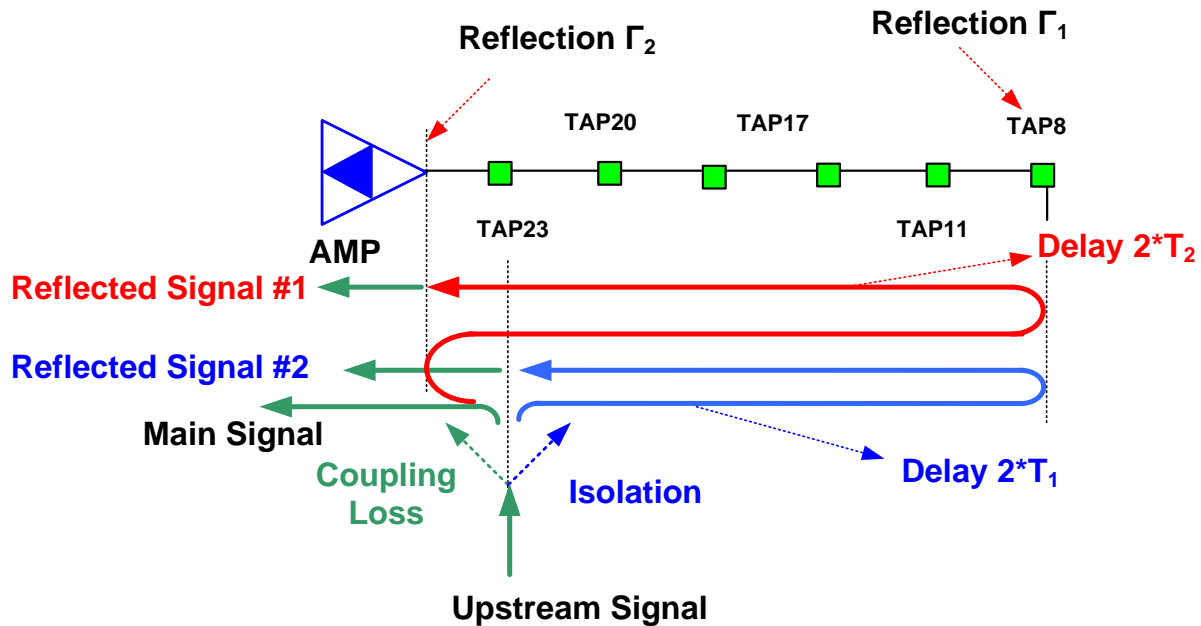 Reflection Γ₂
Reflection Γ₁
TAP20
TAP17
TAP8
AMP
TAP23
TAP11
Delay 2*T₂
Reflected Signal #1
Reflected Signal #2
Main Signal
Coupling
Loss
Isolation
Delay 2*T₁
Upstream Signal